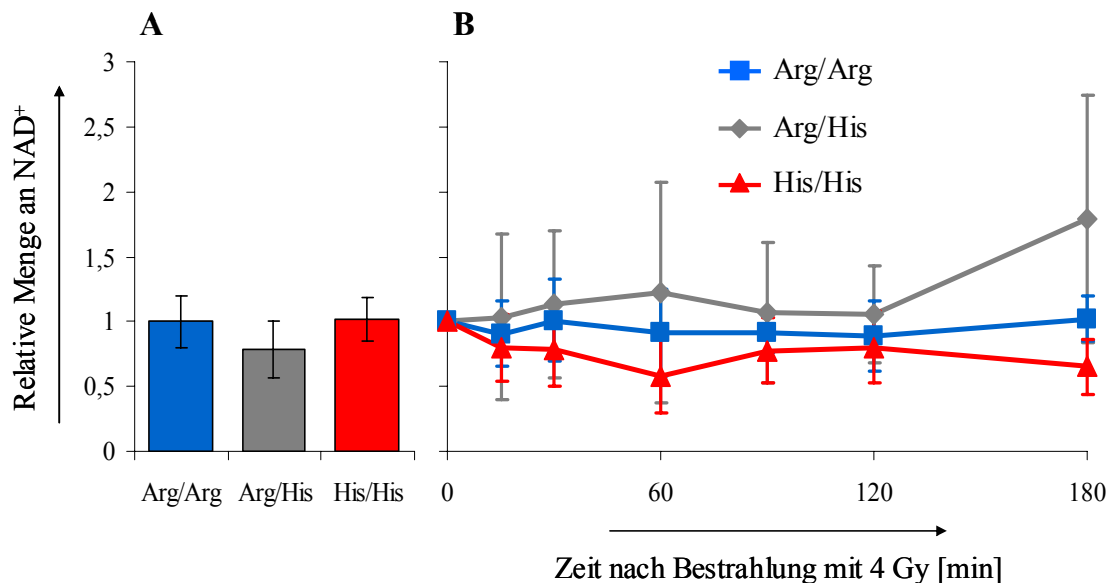 A
B
Relative Menge an NAD⁺
3
2,5
2
1,5
1
0,5
0
Arg/Arg
Arg/His
His/His
Arg/Arg
Arg/His
His/His
0
60
120
180
Zeit nach Bestrahlung mit 4 Gy [min]